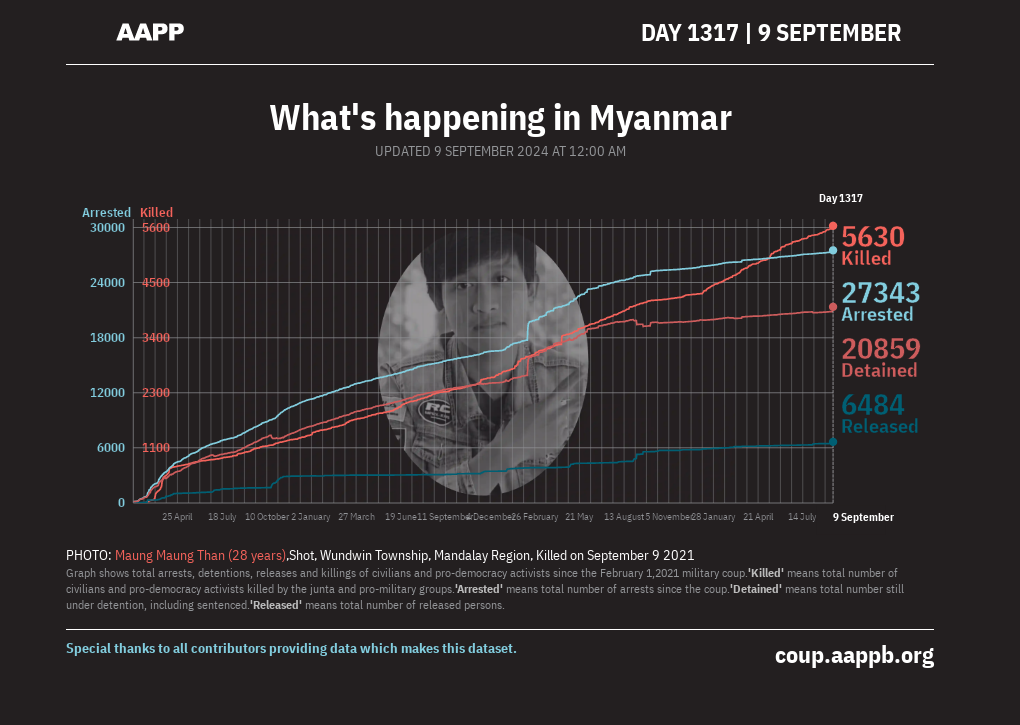 AAPP
DAY 1317 | 9 SEPTEMBER
What's happening in Myanmar
UPDATED 9 SEPTEMBER 2024 AT 12:00 AM
Day 1317
Arrested Killed
30000 5600
24000 4500
18000 3400
12000 2300
6000 1100
0
5630
Killed
27343
Arrested
20859
Detained
6484
Released
RC
25 April 18 July 10 October 2 January 27 March 19 June 11 September 4 December 26 February 21 May 13 August 5 November 28 January 21 April 14 July 9 September
PHOTO: Maung Maung Than (28 years),Shot, Wundwin Township, Mandalay Region, Killed on September 9 2021
Graph shows total arrests, detentions, releases and killings of civilians and pro-democracy activists since the February 1,2021 military coup.'Killed' means total number of
civilians and pro-democracy activists killed by the junta and pro-military groups.'Arrested' means total number of arrests since the coup.'Detained' means total number still
under detention, including sentenced.'Released' means total number of released persons.
Special thanks to all contributors providing data which makes this dataset.
coup.aappb.org